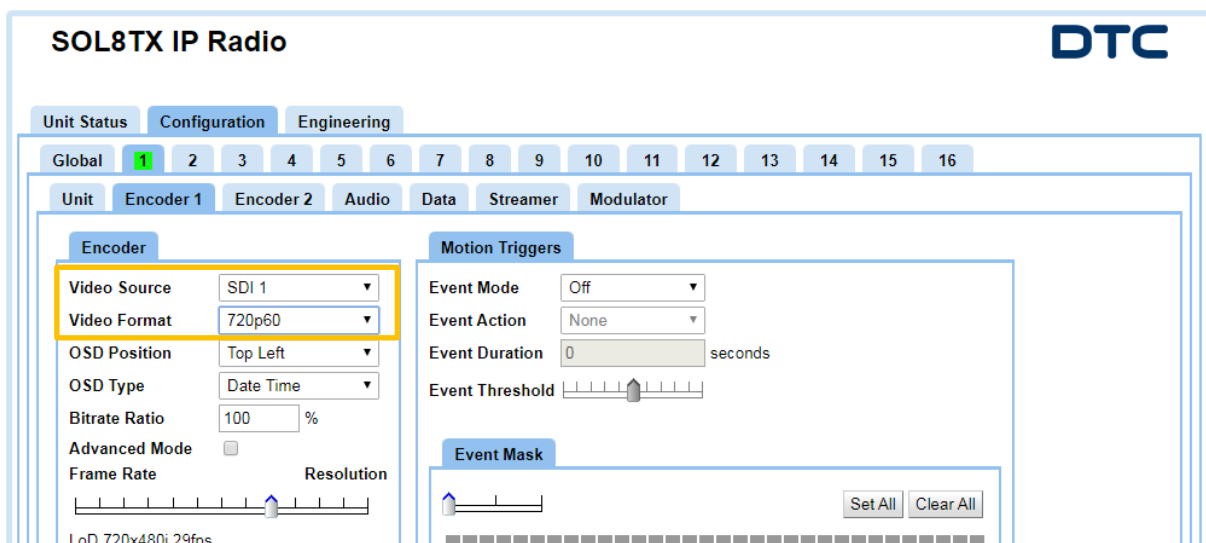 SOL8TX IP Radio
DTC
Unit Status Configuration Engineering
Global 1 2 3 4 5 6 7 8 9 10 11 12 13 14 15 16
Unit Encoder 1 Encoder 2 Audio Data Streamer Modulator
Encoder
Video Source SDI 1
Video Format 720p60
OSD Position Top Left
OSD Type Date Time
Bitrate Ratio 100 %
Advanced Mode
Frame Rate Resolution
LoD 720x480i 29fps
Motion Triggers
Event Mode Off
Event Action None
Event Duration 0 seconds
Event Threshold
Event Mask
Set All Clear All